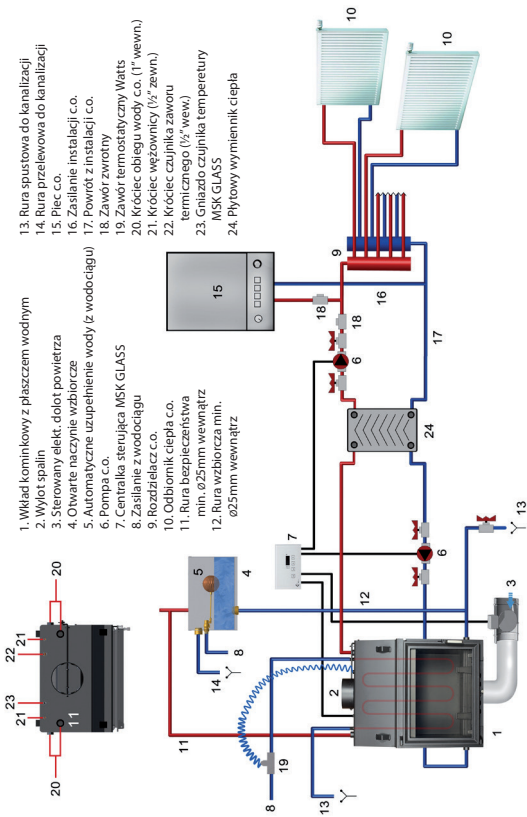 1. Wkład kominkowy z płaszczem wodnym
2. Wylot spalin
3. Sterowany elekt. dolot powietrza
4. Otwarte naczynie wzbiorcze
5. Automatyczne uzupełnienie wody (z wodociągu)
6. Pompa c.o.
7. Centralka sterująca MSK GLASS
8. Zasilanie z wodociągu
9. Rozdzielacz c.o.
10. Odbiornik ciepła c.o.
11. Rura bezpieczeństwa
min. ø25mm wewnątrz
12. Rura wzbiorcza min.
ø25mm wewnątrz
13. Rura spustowa do kanalizacji
14. Rura przelewowa do kanalizacji
15. Piec c.o.
16. Zasilanie instalacji c.o.
17. Powrót z instalacji c.o.
18. Zawór zwrotny
19. Zawór termostatyczny Watts
20. Króciec obiegu wody c.o. (1" wewn.)
21. Króciec wężownicy (½" zewn.)
22. Króciec czujnika zaworu
termicznego (½" wew.)
23. Gniazdo czujnika temperetury
MSK GLASS
24. Płytowy wymiennik ciepła
20
21
23
11
22
21
20
10
10
9
15
18
18
16
17
6
24
7
6
13
5
4
12
8
14
11
2
3
19
8
13
1